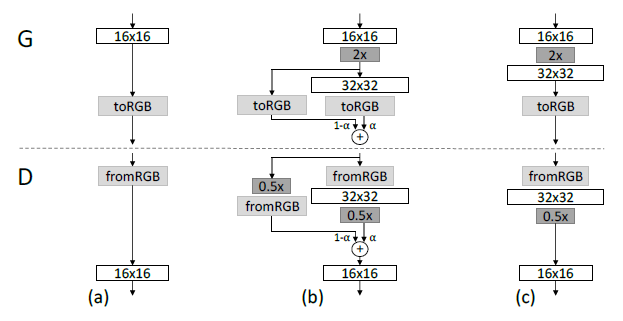 G
16x16
16x16
16x16
2x
2x
32x32
32x32
toRGB
toRGB
toRGB
toRGB
1-α
α
+
D
fromRGB
fromRGB
fromRGB
0.5x
32x32
32x32
fromRGB
0.5x
0.5x
1-α
α
+
16x16
16x16
16x16
(a)
(b)
(c)